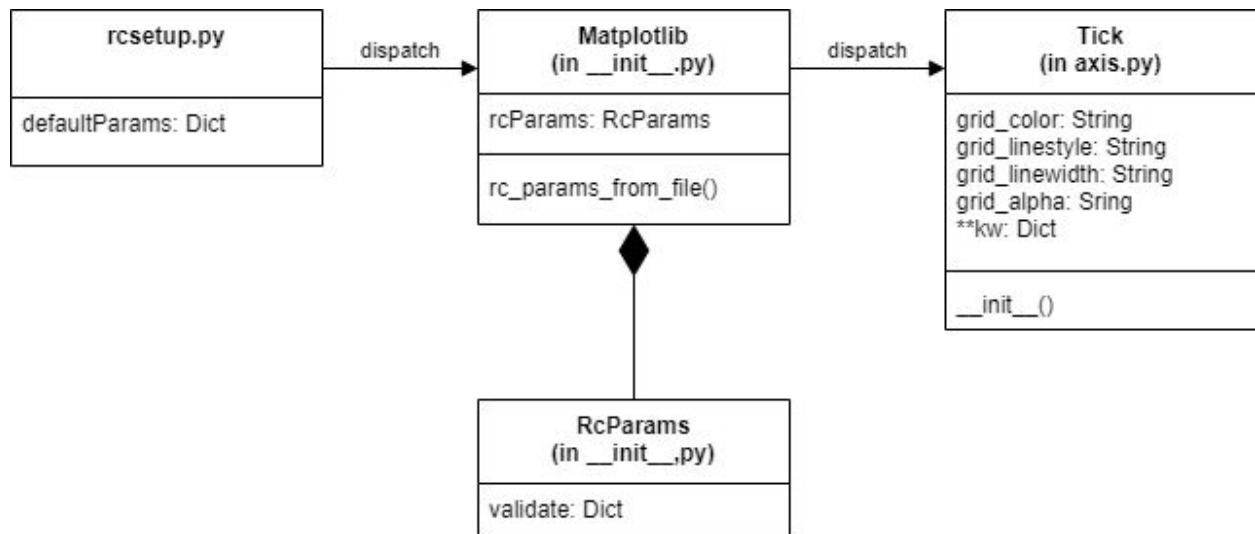 rcsetup.py
defaultParams: Dict
dispatch
Matplotlib
(in __init__.py)
rcParams: RcParams
rc_params_from_file()
dispatch
Tick
(in axis.py)
grid_color: String
grid_linestyle: String
grid_linewidth: String
grid_alpha: Sring
**kw: Dict
__init__()
RcParams
(in __init__,py)
validate: Dict